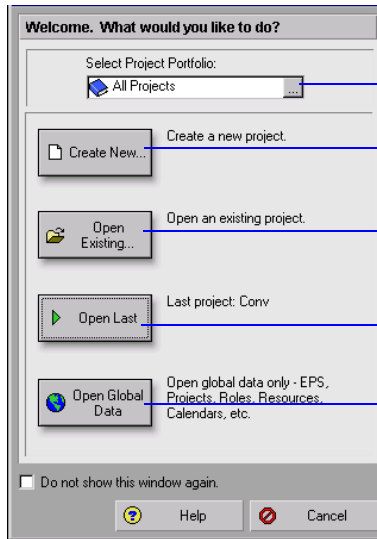 Welcome. What would you like to do?
Select Project Portfolio:
All Projects
...
Create New...
Create a new project.
Open
Existing...
Open an existing project.
Open Last
Last project: Conv
Open Global
Data
Open global data only - EPS,
Projects, Roles, Resources,
Calendars, etc.
Do not show this window again.
Help
Cancel